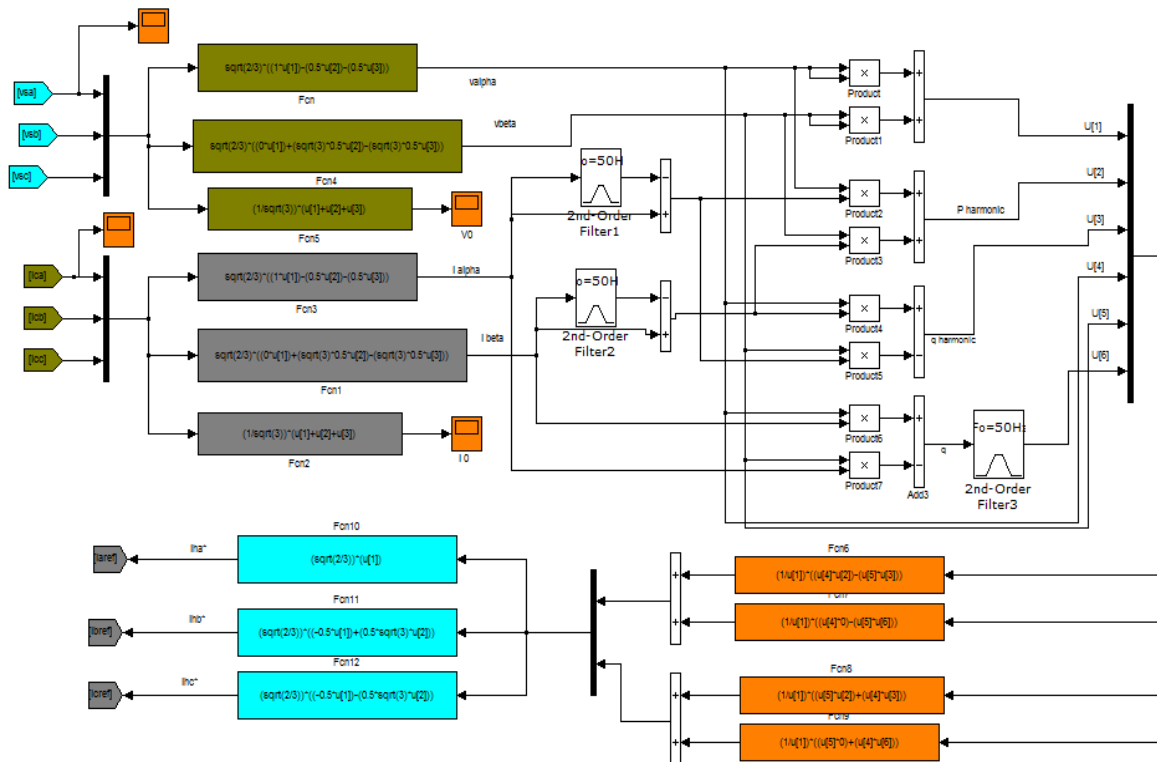 [vsa]
[vsb]
[vsc]
sqrt(2/3)*((1*u[1])-(0.5*u[2])-(0.5*u[3]))
Fcn
valpha
sqrt(2/3)*((0*u[1])+(sqrt(3)*0.5*u[2])-(sqrt(3)*0.5*u[3]))
Fcn4
vbeta
(1/sqrt(3))*(u[1]+u[2]+u[3])
Fcn5
V0
[Ica]
[Icb]
[Icc]
sqrt(2/3)*((1*u[1])-(0.5*u[2])-(0.5*u[3]))
Fcn3
I alpha
sqrt(2/3)*((0*u[1])+(sqrt(3)*0.5*u[2])-(sqrt(3)*0.5*u[3]))
Fcn1
I beta
(1/sqrt(3))*(u[1]+u[2]+u[3])
Fcn2
I 0
o=50H
2nd-Order
Filter1
o=50H
2nd-Order
Filter2
Product
Product1
Product2
Product3
Product4
Product5
Product6
Product7
Add3
P harmonic
q harmonic
q
Fo=50Hz
2nd-Order
Filter3
U[1]
U[2]
U[3]
U[4]
U[5]
U[6]
[Iaref]
Iha*
Fcn10
(sqrt(2/3))*(u[1])
[Ibref]
Ihb*
Fcn11
(sqrt(2/3))*((-0.5*u[1])+(0.5*sqrt(3)*u[2]))
[Icref]
Ihc*
Fcn12
(sqrt(2/3))*((-0.5*u[1])-(0.5*sqrt(3)*u[2]))
Fcn6
(1/u[1])*((u[4]*u[2])-(u[5]*u[3]))
(1/u[1])*((u[4]*0)-(u[5]*u[6]))
Fcn8
(1/u[1])*((u[5]*u[2])+(u[4]*u[3]))
Fcn9
(1/u[1])*((u[5]*0)+(u[4]*u[6]))